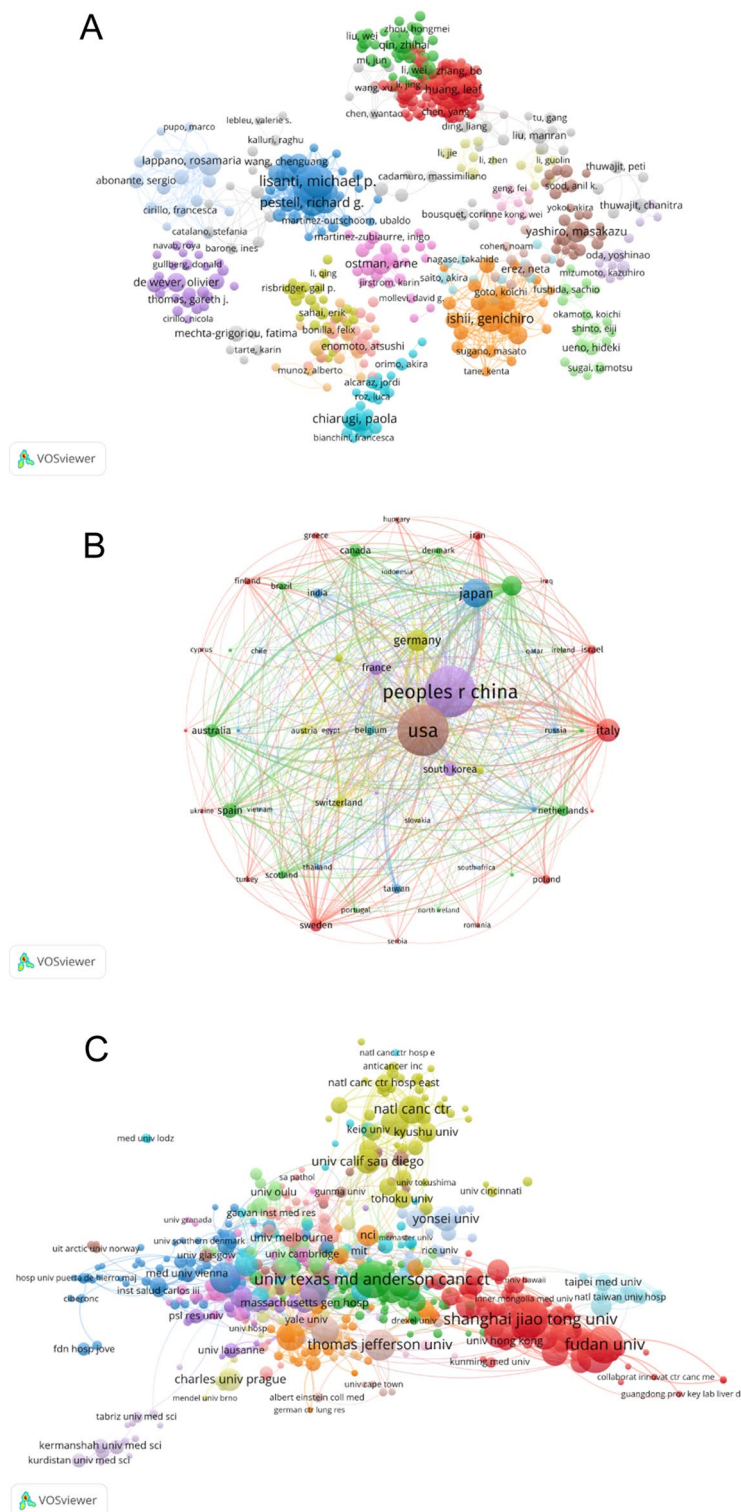 A
zhou, hongmei
liu, wei
qin, zhihai
mi, jun
li, wei
zhang, bo
li, jing
wang, xu
huang, leaf
chen, yang
chen, wantao
ding, liang
tu, gang
liu, manran
pupo, marco
lebleu, valerie s.
kalluri, raghu
lappano, rosamaria
wang, chenguang
abonante, sergio
lisanti, michael p.
cadamuro, massimiliano
pestell, richard g.
cirillo, francesca
martinez-outschoorn, ubaldo
li, jie
li, zhen
li, guolin
geng, fei
sood, anil k.
thuwajit, peti
thuwajit, chanitra
bousquet, corinne
kong, wei
yokoi, akira
yashiro, masakazu
catalano, stefania
navab, roya
barone, ines
martinez-zubiaurre, inigo
gullberg, donald
de wever, olivier
thomas, gareth j.
li, qing
risbridger, gail p.
ostman, arne
jirstrom, karin
mollevi, david g.
nagase, takahide
cohen, noam
saito, akira
erez, neta
oda, yoshinao
mizumoto, kazuhiro
goto, koichi
fushida, sachio
sahai, erik
cirillo, nicola
bonilla, felix
mechta-grigoriou, fatima
enomoto, atsushi
tarte, karin
ishii, genichiro
okamoto, koichi
shinto, eiji
ueno, hideki
sugano, masato
sugai, tamotsu
tane, kenta
munoz, alberto
orimo, akira
alcaraz, jordi
roz, luca
chiarugi, paola
bianchini, francesca
VOSviewer
B
hungary
greece
iran
canada
denmark
finland
indonesia
brazil
india
japan
iraq
germany
cyprus
chile
france
qatar
ireland
israel
peoples r china
australia
austria
egypt
belgium
usa
russia
italy
south korea
switzerland
ukraine
spain
vietnam
slovakia
netherlands
thailand
scotland
south africa
turkey
taiwan
poland
portugal
north ireland
sweden
romania
serbia
VOSviewer
C
natl canc ctr hosp e
anticancer inc
natl canc ctr hosp east
natl canc ctr
keio univ
kyushu univ
med univ lodz
univ calif san diego
sa pathol
univ tokushima
univ oulu
gunma univ
tohoku univ
univ cincinnati
garvan inst med res
univ granada
yonsei univ
univ southern denmark
univ melbourne
nci
mcmaster univ
uit arctic univ norway
univ glasgow
univ cambridge
mit
rice univ
hosp univ puerta de hierro maj
med univ vienna
univ texas md anderson canc ct
univ hawaii
taipei med univ
inst salud carlos iii
ciberonc
massachusetts gen hosp
inner mongolia med univ
natl taiwan univ hosp
psl res univ
yale univ
drexel univ
shanghai jiao tong univ
fdn hosp jove
univ hosp
univ lausanne
thomas jefferson univ
univ hong kong
fudan univ
kunming med univ
charles univ prague
univ cape town
collaborat innovat ctr canc me
mendel univ brno
albert einstein coll med
guangdong prov key lab liver d
german ctr lung res
tabriz univ med sci
kermanshah univ med sci
kurdistan univ med sci
VOSviewer